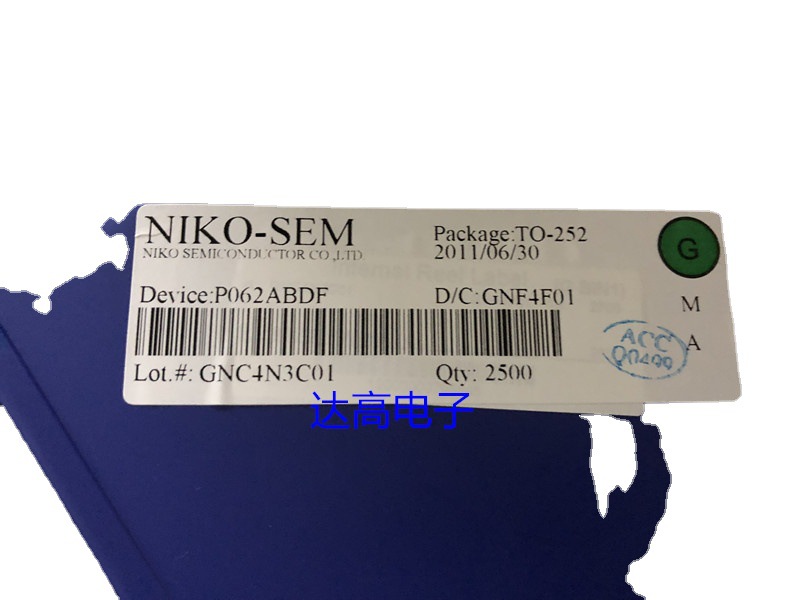 NIKO-SEM
NIKO SEMICONDUCTOR CO.,LTD
Package:TO-252
2011/06/30
G
Device:P062ABDF
D/C:GNF4F01
M
A
ACC
Lot.#: GNC4N3C01
Qty: 2500
达高电子